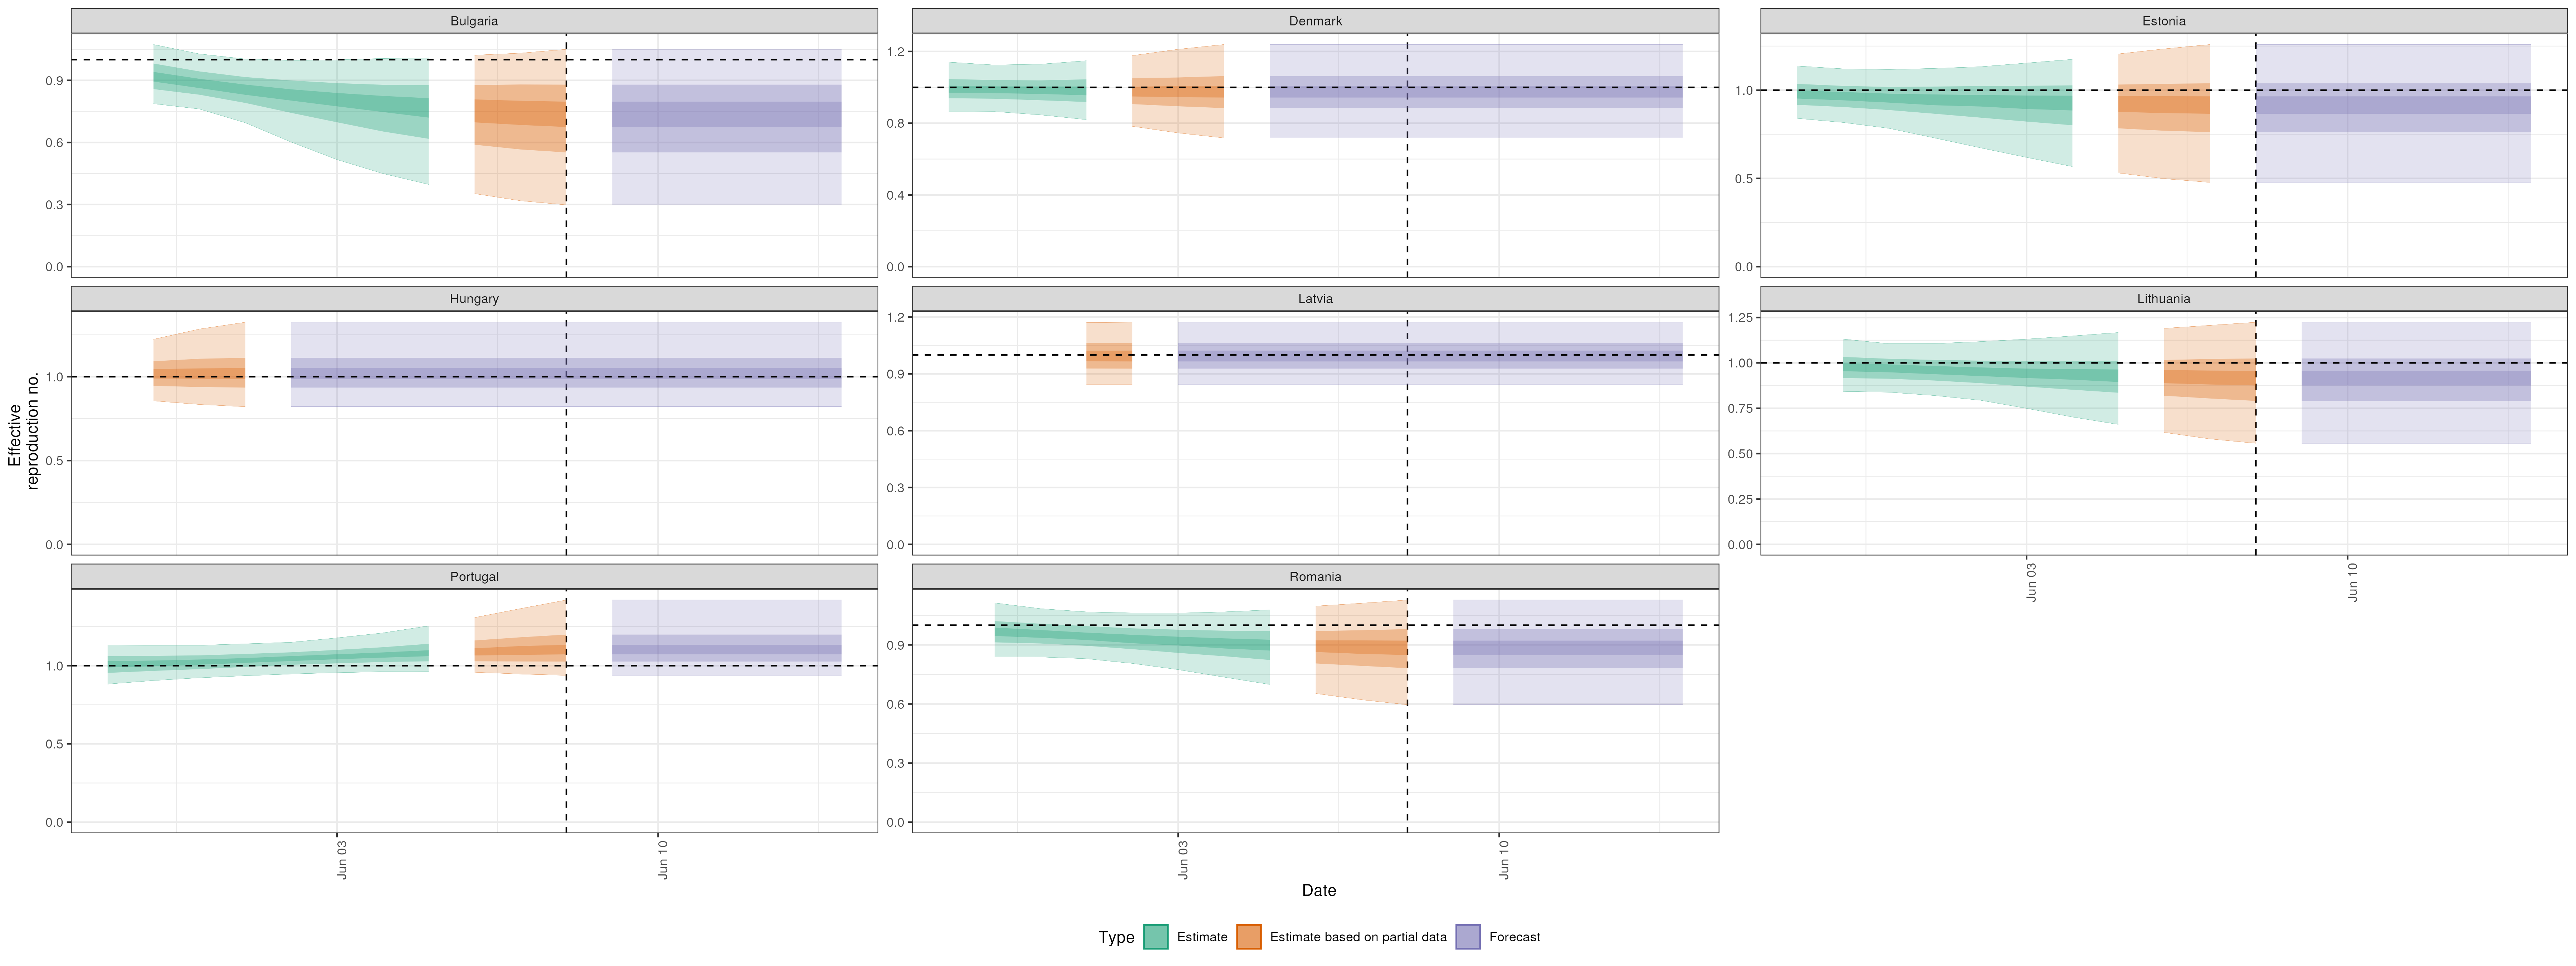 Bulgaria
Denmark
Estonia
0.9
0.6
0.3
0.0
1.2
0.8
0.4
0.0
1.0
0.5
0.0
Hungary
Latvia
Lithuania
1.0
0.5
0.0
1.2
0.9
0.6
0.3
0.0
1.25
1.00
0.75
0.50
0.25
0.00
Effective
reproduction no.
Portugal
Romania
Jun 03
Jun 10
1.0
0.5
0.0
0.9
0.6
0.3
0.0
Jun 03
Jun 10
Jun 03
Jun 10
Date
Type
Estimate
Estimate based on partial data
Forecast